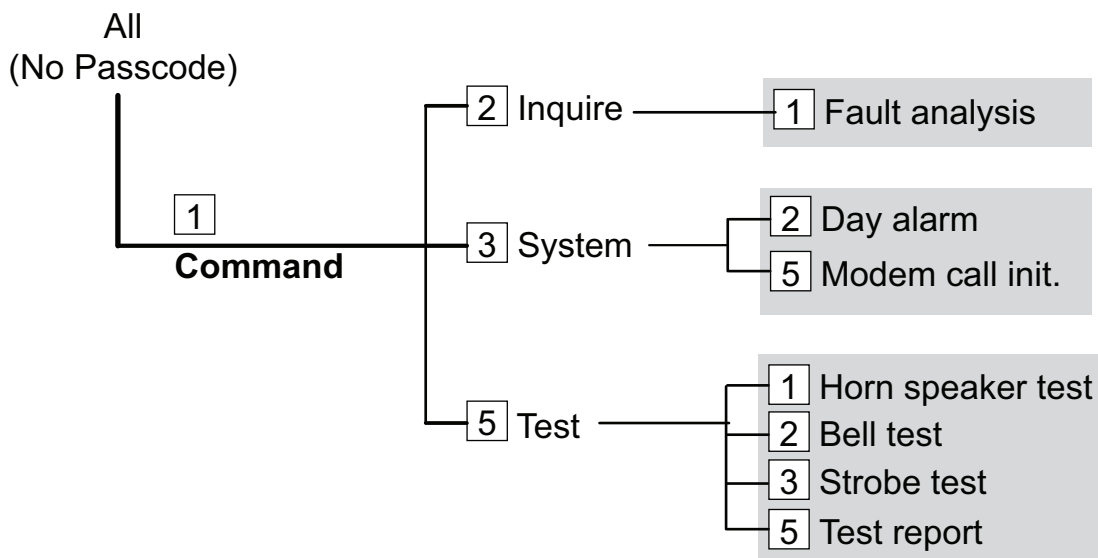 All
(No Passcode)
1
Command
2 Inquire
1 Fault analysis
3 System
2 Day alarm
5 Modem call init.
5 Test
1 Horn speaker test
2 Bell test
3 Strobe test
5 Test report